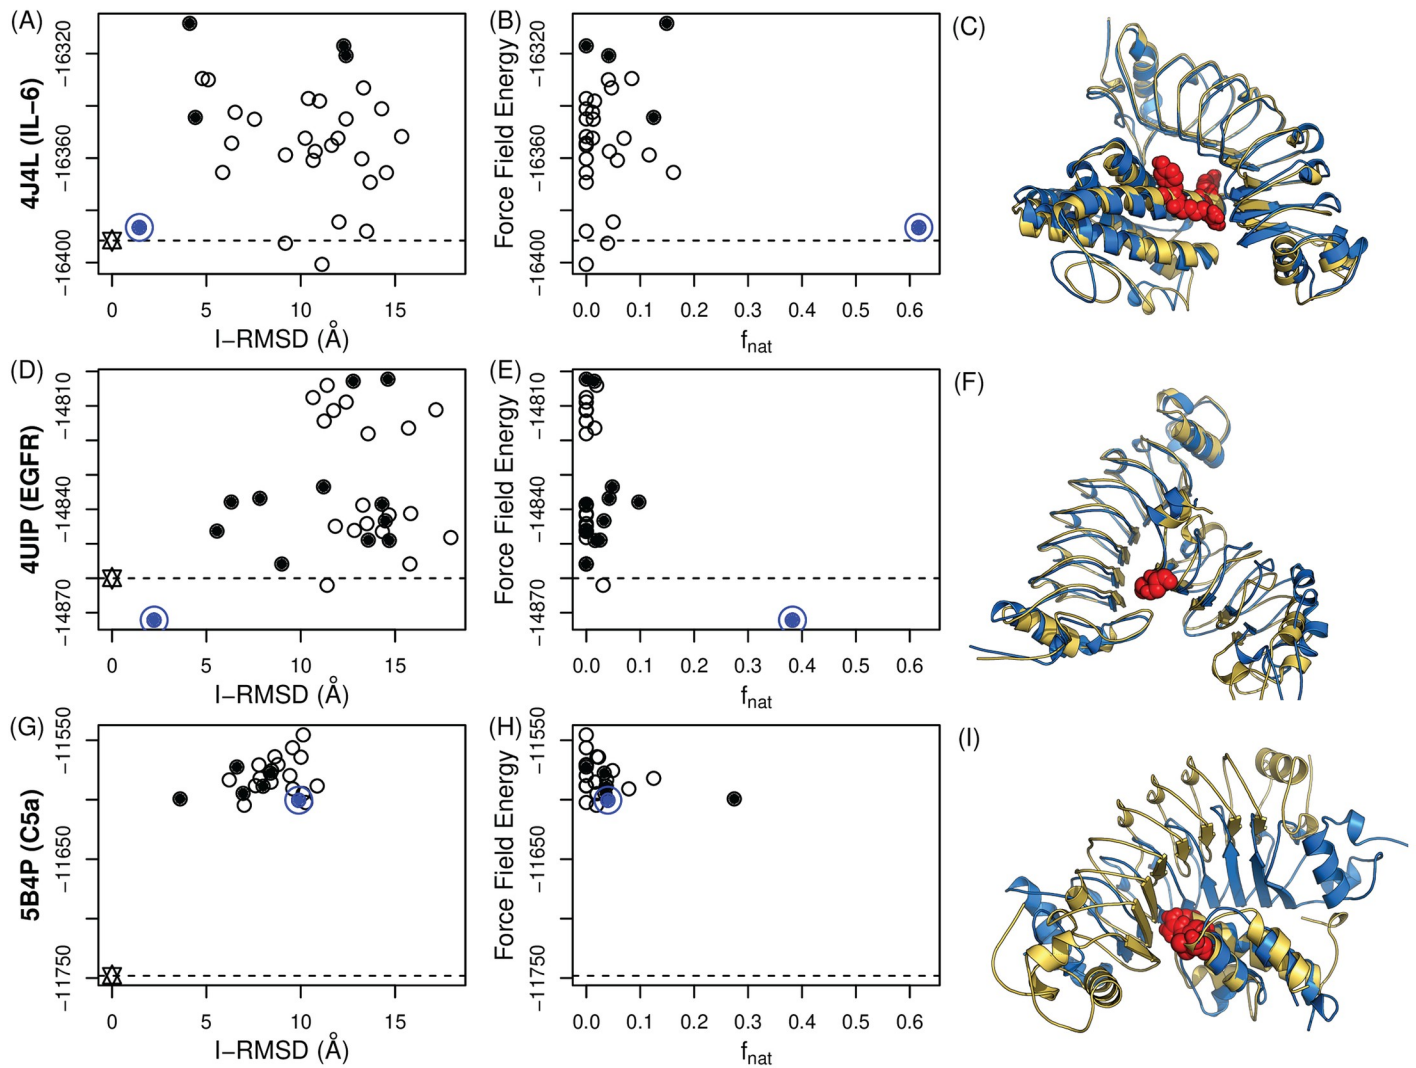 (A)
4J4L (IL−6)
−16320
−16360
−16400
0 5 10 15
I−RMSD (Å)
(B)
Force Field Energy
−16320
−16360
−16400
0.0 0.1 0.2 0.3 0.4 0.5 0.6
fnat
(C)
(D)
4UIP (EGFR)
−14810
−14840
−14870
0 5 10 15
I−RMSD (Å)
(E)
Force Field Energy
−14810
−14840
−14870
0.0 0.1 0.2 0.3 0.4 0.5 0.6
fnat
(F)
(G)
5B4P (C5a)
−11550
−11650
−11750
0 5 10 15
I−RMSD (Å)
(H)
Force Field Energy
−11550
−11650
−11750
0.0 0.1 0.2 0.3 0.4 0.5 0.6
fnat
(I)